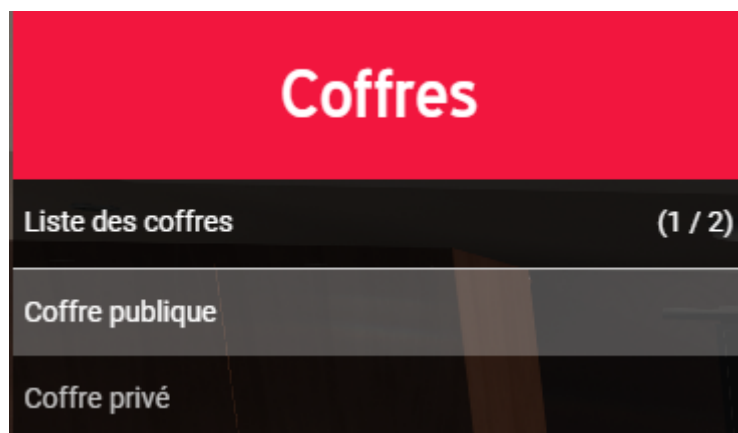 Coffres
Liste des coffres (1 / 2)
Coffre publique
Coffre privé